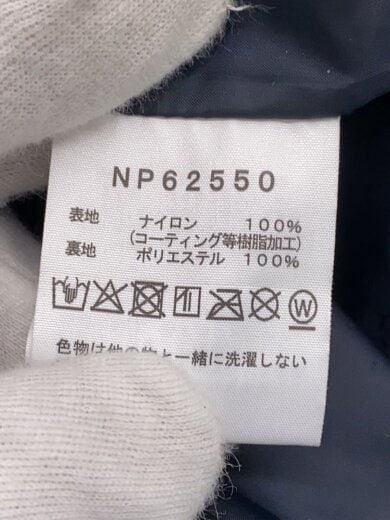 NP62550
表地 ナイロン 100%
(コーティング等樹脂加工)
裏地 ポリエステル 100%
W
色物は他の物と一緒に洗濯しない